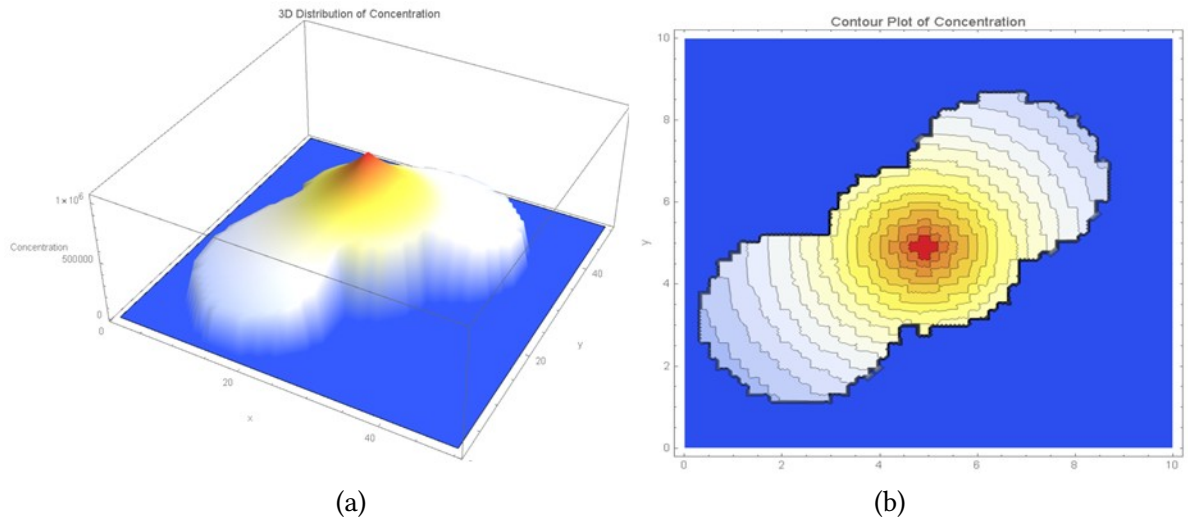 3D Distribution of Concentration
1×10⁶
Concentration
500000
0
0
20
40
x
20
40
y
(a)
Contour Plot of Concentration
10
8
6
y
4
2
0
0
2
4
6
8
10
(b)